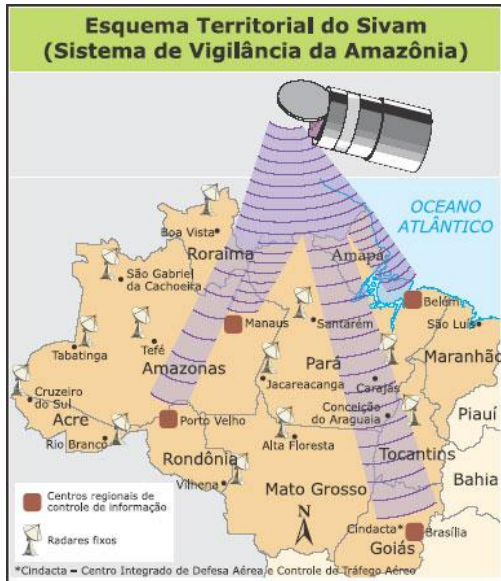 Esquema Territorial do Sivam
(Sistema de Vigilância da Amazônia)
OCEANO
ATLÂNTICO
Boa Vista
Roraima
Amapá
São Gabriel
da Cachoeira
Belém
Manaus
Santarém
São Luís
Tabatinga
Tefé
Amazonas
Pará
Maranhão
Jacareacanga
Carajás
Cruzeiro
do Sul
Acre
Porto Velho
Conceição
do Araguaia
Piauí
Rio Branco
Alta Floresta
Rondônia
Tocantins
Vilhena
Mato Grosso
Bahia
Centros regionais de
controle de informação
N
Cindacta*
Brasília
Radares fixos
Goiás
*Cindacta = Centro Integrado de Defesa Aérea e Controle de Tráfego Aéreo